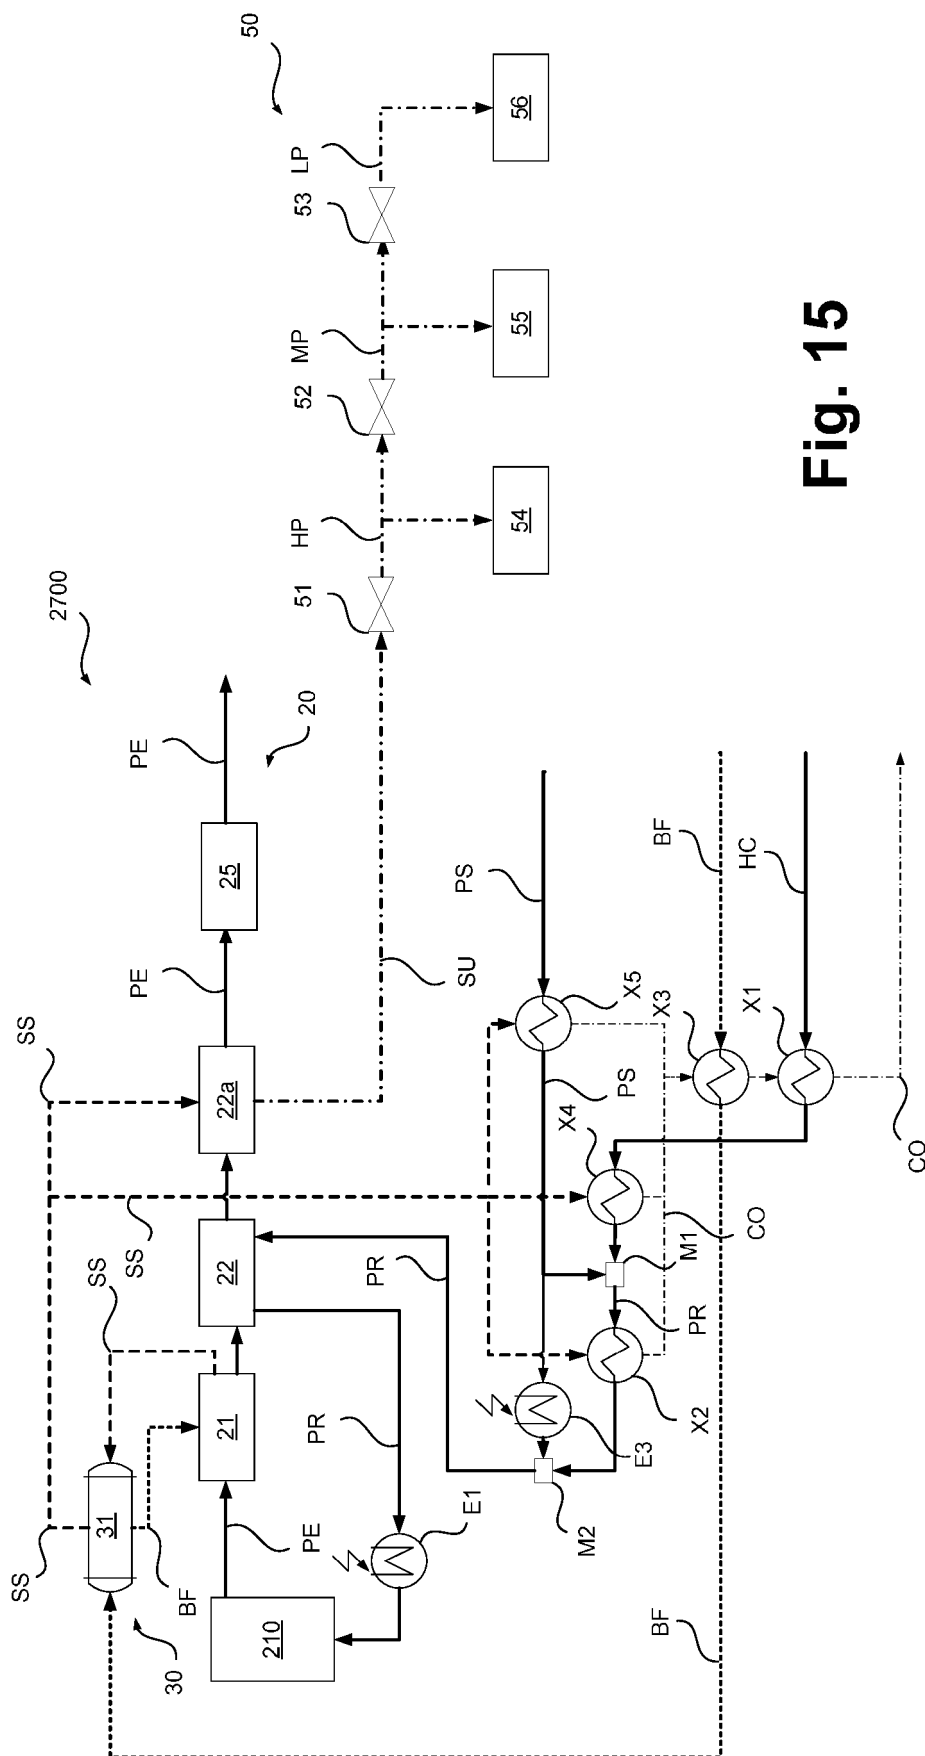 2700
50
SS
PE
PE
20
LP
53
56
MP
52
55
HP
51
54
SU
22a
25
SS
22
SS
SS
31
21
BF
30
PE
210
PR
E1
PR
PS
X5
PS
X4
M1
PR
CO
X2
E3
M2
BF
X3
X1
HC
BF
CO
Fig. 15